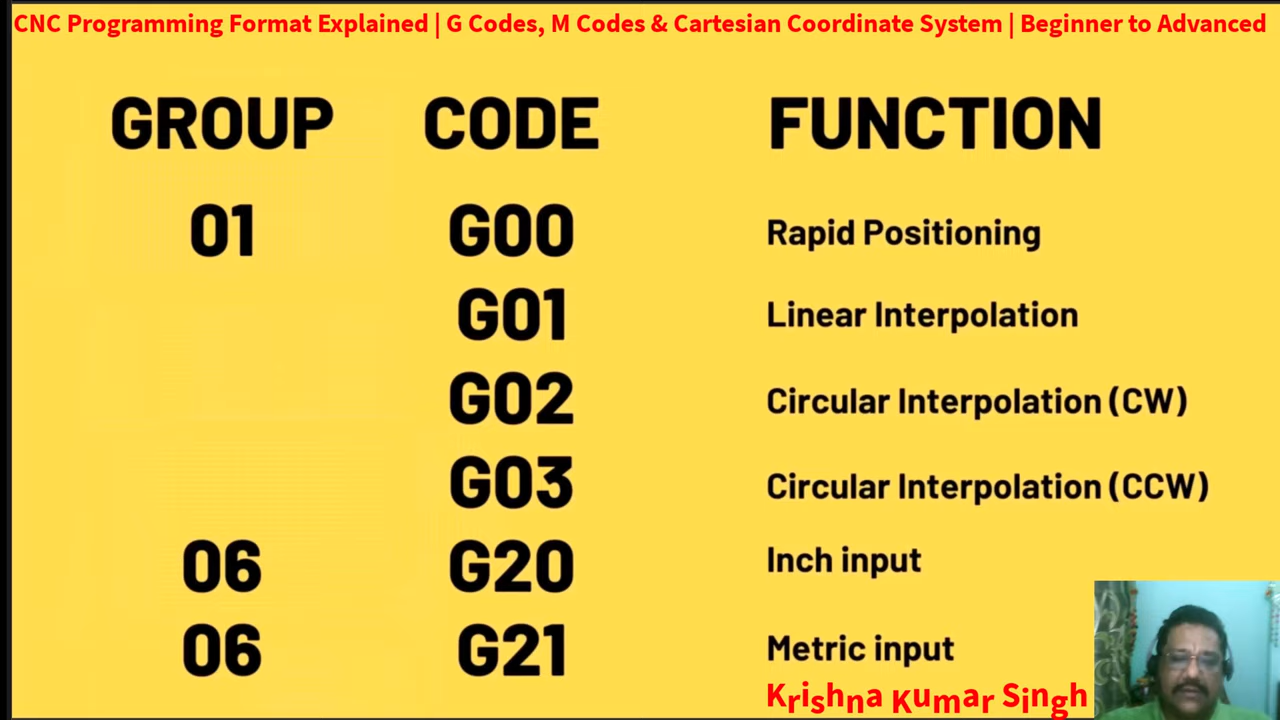 CNC Programming Format Explained | G Codes, M Codes & Cartesian Coordinate System | Beginner to Advanced
GROUP CODE FUNCTION
01 G00 Rapid Positioning
G01 Linear Interpolation
G02 Circular Interpolation (CW)
G03 Circular Interpolation (CCW)
06 G20 Inch input
06 G21 Metric input
Krishna Kumar Singh